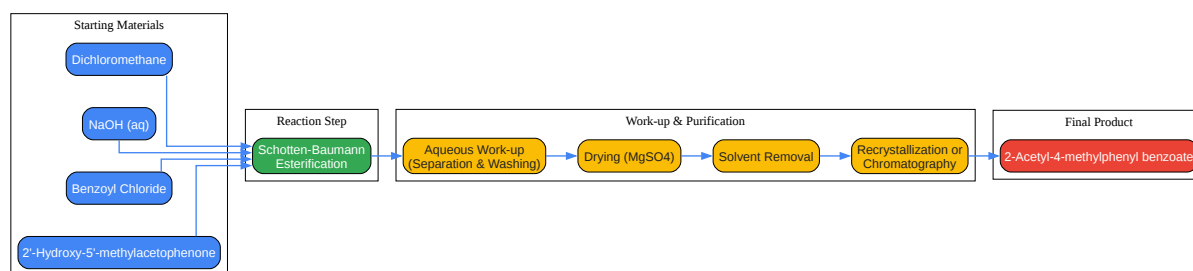 Starting Materials
Dichloromethane
NaOH (aq)
Benzoyl Chloride
2'-Hydroxy-5'-methylacetophenone
Reaction Step
Schotten-Baumann
Esterification
Work-up & Purification
Aqueous Work-up
(Separation & Washing)
Drying (MgSO4)
Solvent Removal
Recrystallization or
Chromatography
Final Product
2-Acetyl-4-methylphenyl benzoate